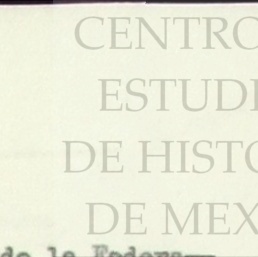 CENTRO
ESTUDI
DE HISTO
DE MEX
de la Federa—